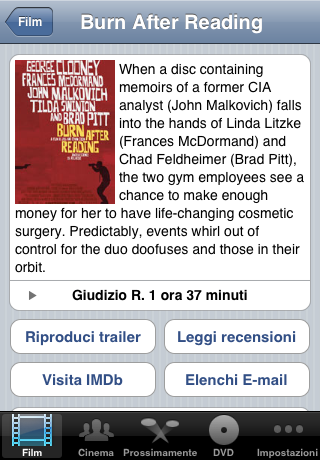 Film
Burn After Reading
GEORGE CLOONEY
FRANCES McDORMAND
JOHN MALKOVICH
TILDA SWINTON
AND BRAD PITT
BURN AFTER
READING
When a disc containing
memoirs of a former CIA
analyst (John Malkovich) falls
into the hands of Linda Litzke
(Frances McDormand) and
Chad Feldheimer (Brad Pitt),
the two gym employees see a
chance to make enough
money for her to have life-changing cosmetic
surgery. Predictably, events whirl out of
control for the duo doofuses and those in their
orbit.
Giudizio R. 1 ora 37 minuti
Riproduci trailer
Leggi recensioni
Visita IMDb
Elenchi E-mail
Film
Cinema
Prossimamente
DVD
Impostazioni